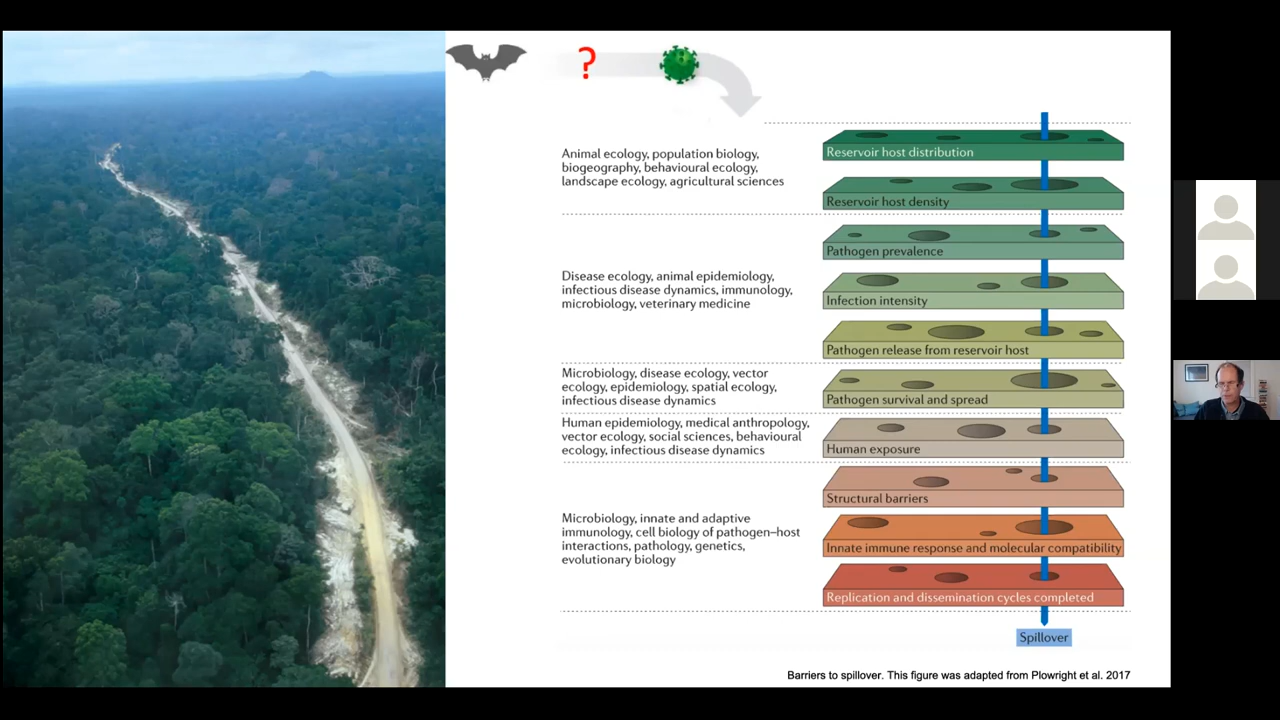 ?
Animal ecology, population biology,
biogeography, behavioural ecology,
landscape ecology, agricultural sciences
Reservoir host distribution
Reservoir host density
Disease ecology, animal epidemiology,
infectious disease dynamics, immunology,
microbiology, veterinary medicine
Pathogen prevalence
Infection intensity
Pathogen release from reservoir host
Microbiology, disease ecology, vector
ecology, epidemiology, spatial ecology,
infectious disease dynamics
Pathogen survival and spread
Human epidemiology, medical anthropology,
vector ecology, social sciences, behavioural
ecology, infectious disease dynamics
Human exposure
Microbiology, innate and adaptive
immunology, cell biology of pathogen–host
interactions, pathology, genetics,
evolutionary biology
Structural barriers
Innate immune response and molecular compatibility
Replication and dissemination cycles completed
Spillover
Barriers to spillover. This figure was adapted from Plowright et al. 2017